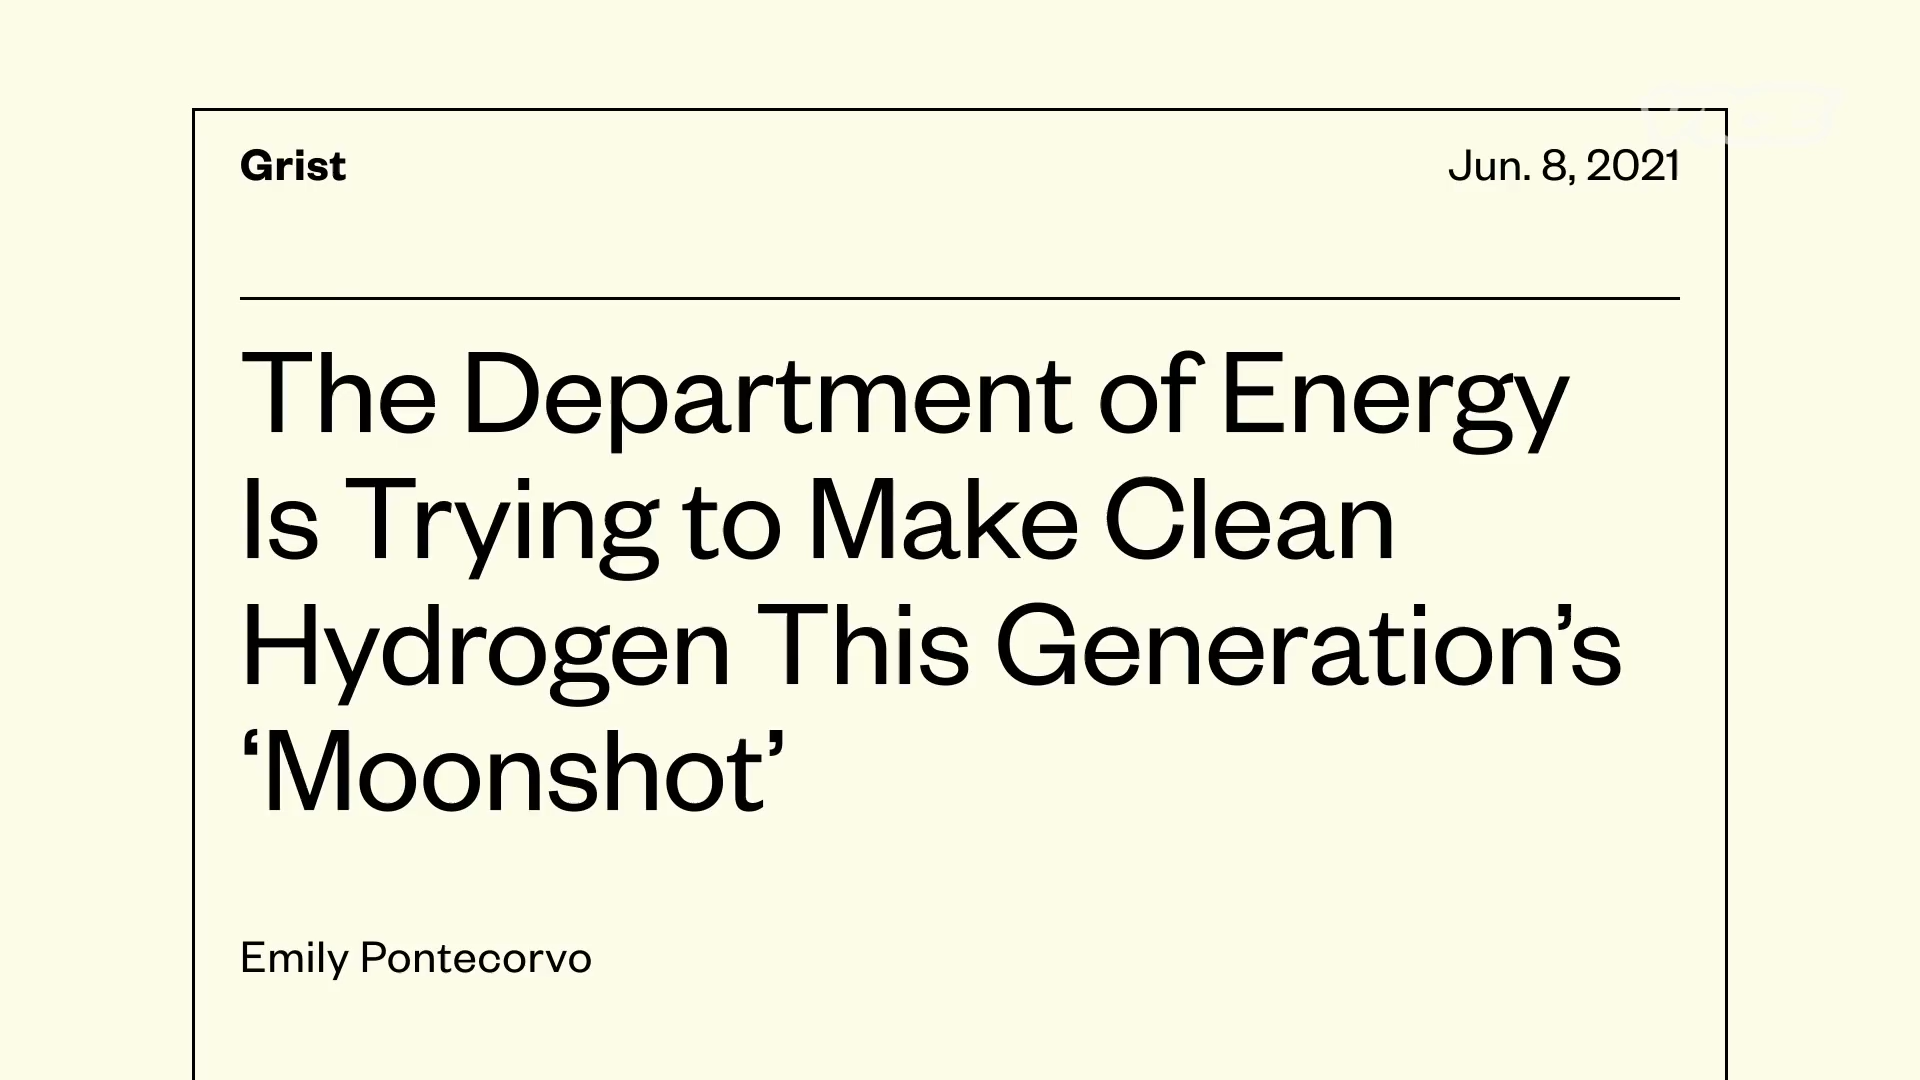 Grist
Jun. 8, 2021
The Department of Energy
Is Trying to Make Clean
Hydrogen This Generation’s
‘Moonshot’
Emily Pontecorvo